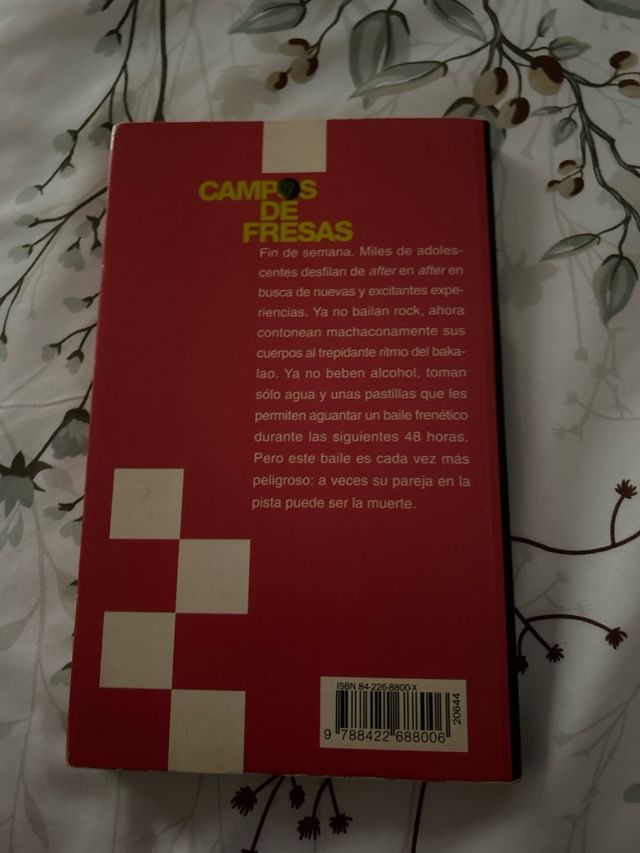 CAMPOS
DE
FRESAS
Fin de semana. Miles de adoles-
centes desfilan de after en after en
busca de nuevas y excitantes expe-
riencias. Ya no bailan rock, ahora
contonean machaconamente sus
cuerpos al trepidante ritmo del baka-
lao. Ya no beben alcohol, toman
sólo agua y unas pastillas que les
permiten aguantar un baile frenético
durante las siguientes 48 horas.
Pero este baile es cada vez más
peligroso: a veces su pareja en la
pista puede ser la muerte.
ISBN 84-226-8800-X
20644
9 788422 688006